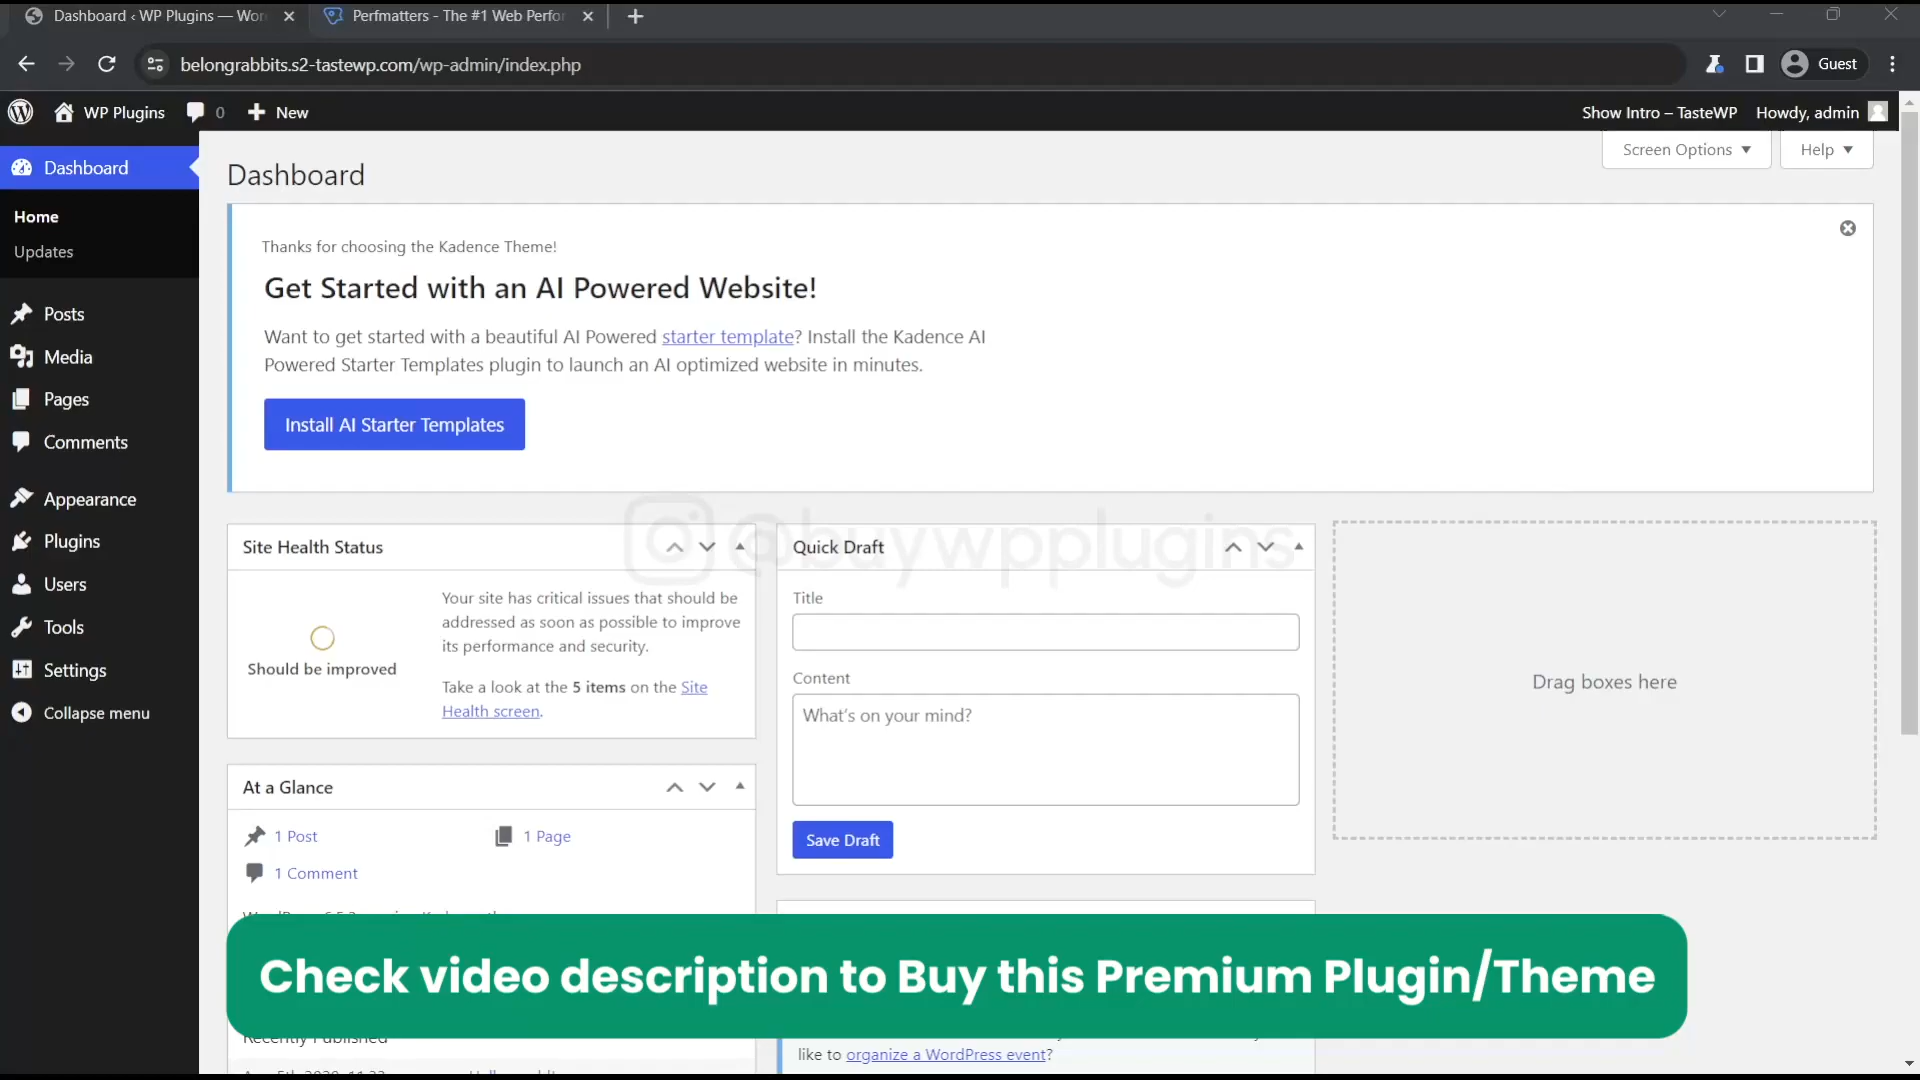 Dashboard ‹ WP Plugins — Wor
Perfmatters - The #1 Web Perfor
belongrabbits.s2-tastewp.com/wp-admin/index.php
Guest
WP Plugins
0
New
Show Intro – TasteWP
Howdy, admin
Screen Options
Help
Dashboard
Home
Updates
Posts
Media
Pages
Comments
Appearance
Plugins
Users
Tools
Settings
Collapse menu
Dashboard
Thanks for choosing the Kadence Theme!
Get Started with an AI Powered Website!
Want to get started with a beautiful AI Powered starter template? Install the Kadence AI
Powered Starter Templates plugin to launch an AI optimized website in minutes.
Install AI Starter Templates
@buywpplugins
Site Health Status
Should be improved
Your site has critical issues that should be
addressed as soon as possible to improve
its performance and security.
Take a look at the 5 items on the Site
Health screen.
At a Glance
1 Post
1 Page
1 Comment
Quick Draft
Title
Content
What's on your mind?
Save Draft
Drag boxes here
Check video description to Buy this Premium Plugin/Theme
Recently Published
like to organize a WordPress event?